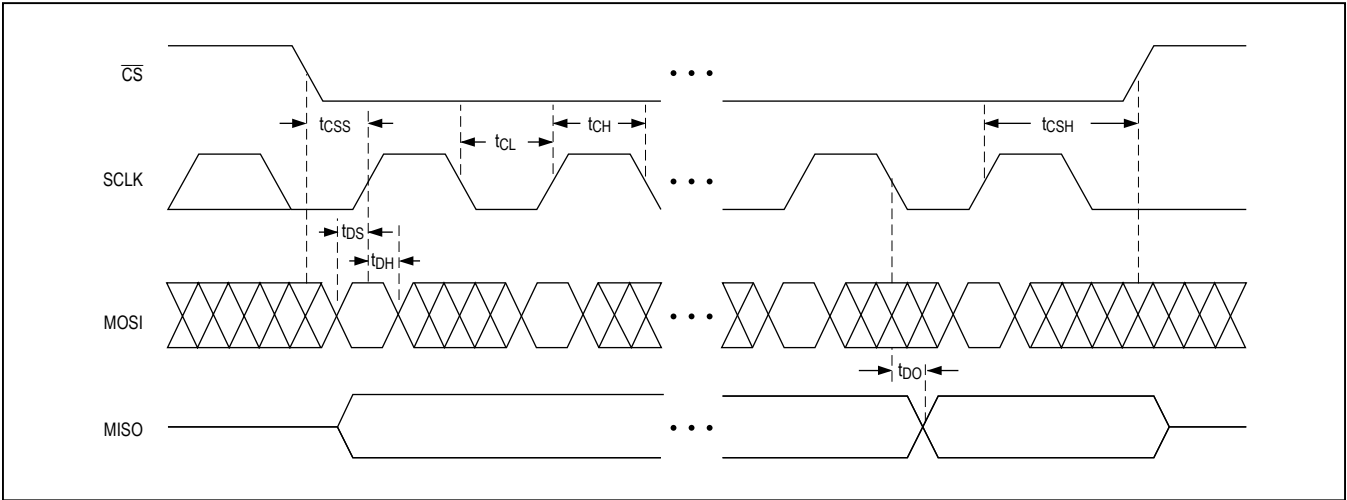 CS
tCSS
tCL
tCH
tCSH
SCLK
tDS
tDH
MOSI
tDO
MISO